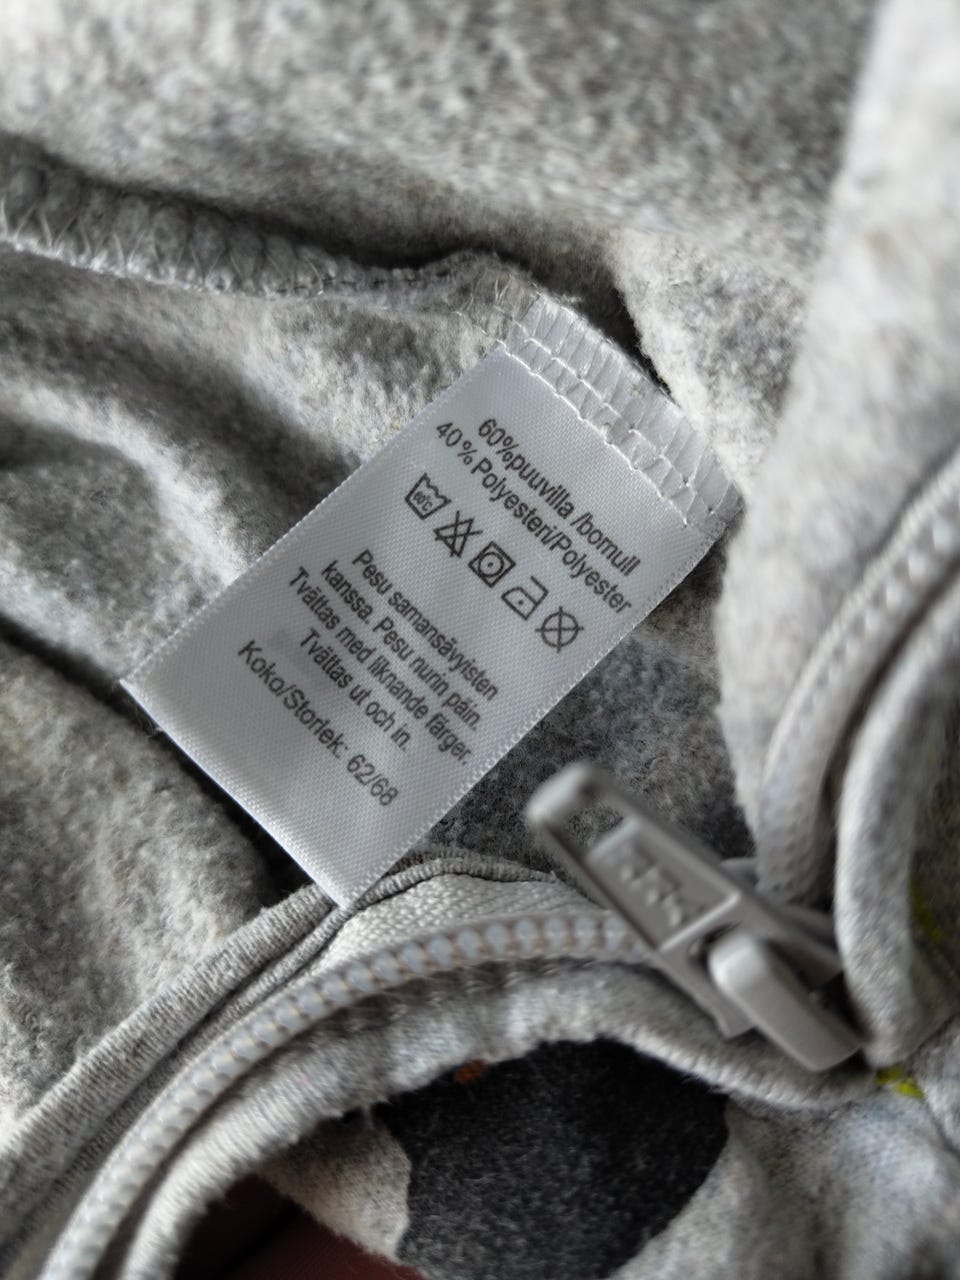 60%puuvilla /bomull
40% Polyesteri/Polyester
60°C
Pesu samansävyisten
kanssa. Pesu nurin päin.
Tvättas med liknande färger.
Tvättas ut och in.
Koko/Storlek: 62/68